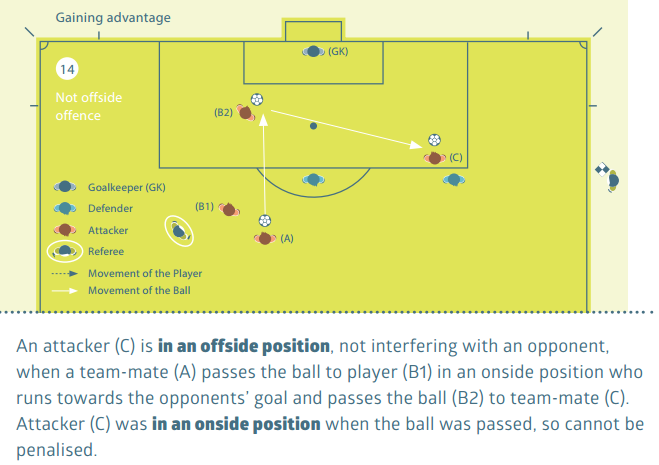 Gaining advantage
(GK)
14
Not offside
offence
(B2)
(C)
(B1)
(A)
Goalkeeper (GK)
Defender
Attacker
Referee
Movement of the Player
Movement of the Ball
An attacker (C) is in an offside position, not interfering with an opponent,
when a team-mate (A) passes the ball to player (B1) in an onside position who
runs towards the opponents’ goal and passes the ball (B2) to team-mate (C).
Attacker (C) was in an onside position when the ball was passed, so cannot be
penalised.